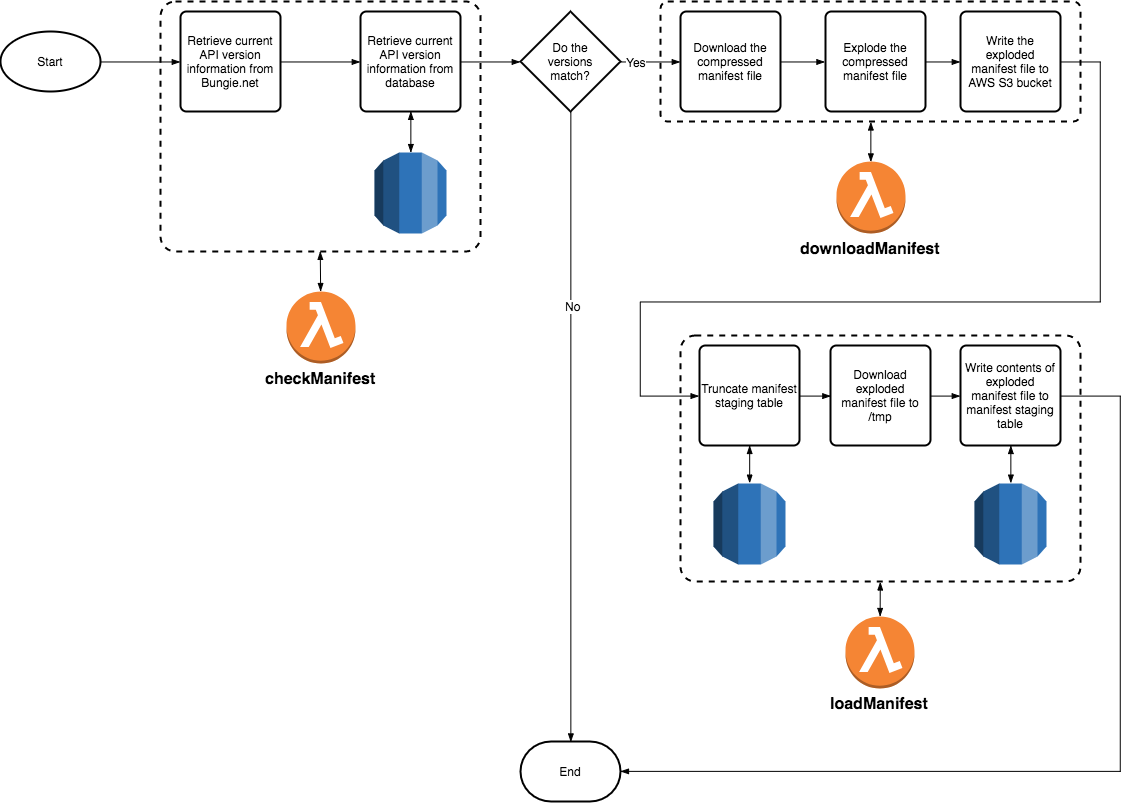 Start
Retrieve current
API version
information from
Bungie.net
Retrieve current
API version
information from
database
Do the
versions
match?
Yes
Download the
compressed
manifest file
Explode the
compressed
manifest file
Write the
exploded
manifest file to
AWS S3 bucket
downloadManifest
checkManifest
No
Truncate manifest
staging table
Download
exploded
manifest file to
/tmp
Write contents of
exploded
manifest file to
manifest staging
table
loadManifest
End